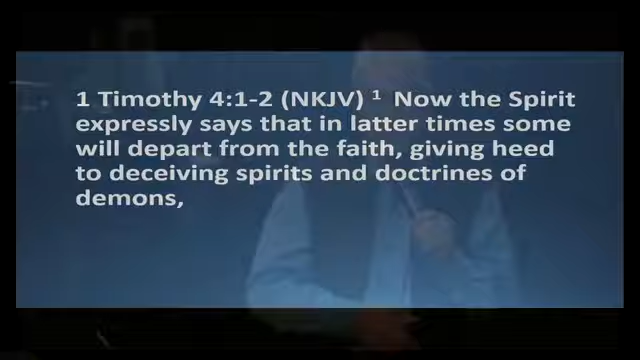 1 Timothy 4:1-2 (NKJV) ¹ Now the Spirit
expressly says that in latter times some
will depart from the faith, giving heed
to deceiving spirits and doctrines of
demons,